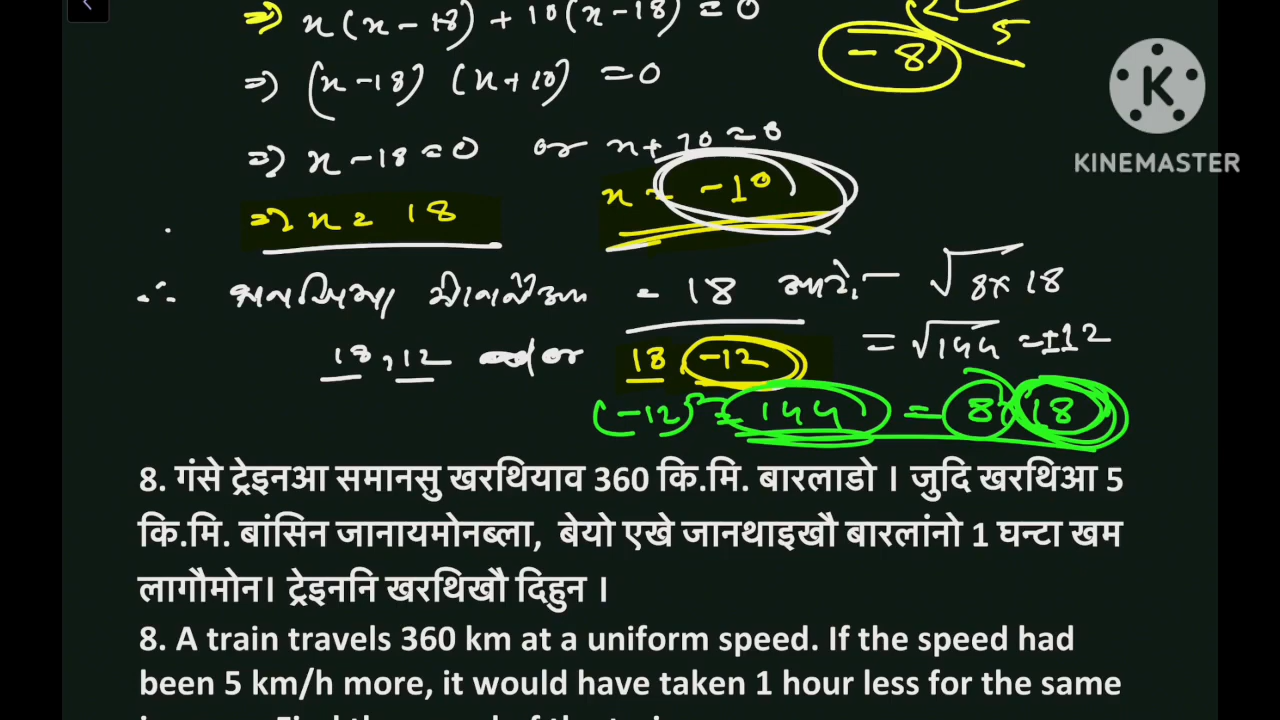 ⇒ x(x-18) + 10(x-18) = 0
-8
⇒ (x-18) (x+10) = 0
KINEMASTER
⇒ x-18=0 or x+10=0
⇒ x = 18 x = -10
∴ = 18 √8×18
18, 12 or 18, -12 = √144 = ±12
(-12)² = 144 = 8, 18
8. गंसे ट्रेइनआ समानसु खरथियाव 360 कि.मि. बारलाडो । जुदि खरथिआ 5
कि.मि. बांसिन जानायमोनब्ला, बेयो एखे जानथाइखौ बारलांनो 1 घन्टा खम
लागौमोन। ट्रेइननि खरथिखौ दिहुन ।
8. A train travels 360 km at a uniform speed. If the speed had
been 5 km/h more, it would have taken 1 hour less for the same